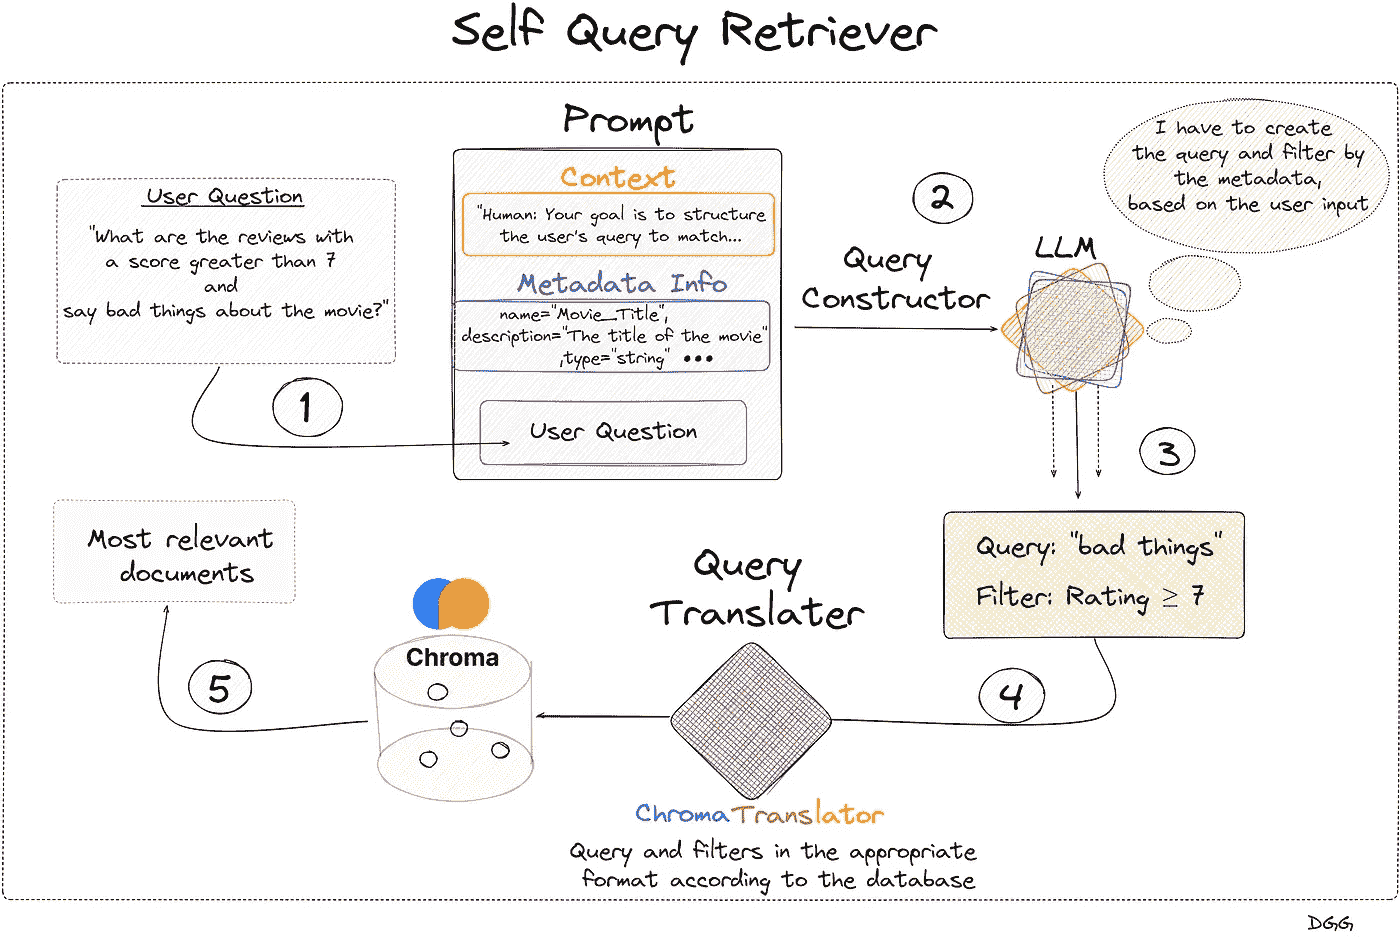 Self Query Retriever
Prompt
User Question
"What are the reviews with
a score greater than 7
and
say bad things about the movie?"
1
Context
"Human: Your goal is to structure
the user's query to match...
Metadata Info
name="Movie_Title",
description="The title of the movie"
,type="string" •••
User Question
2
Query
Constructor
LLM
I have to create
the query and filter by
the metadata,
based on the user input
3
Query: "bad things"
Filter: Rating ≥ 7
4
Query
Translater
ChromaTranslator
Query and filters in the appropriate
format according to the database
Chroma
5
Most relevant
documents
DGG